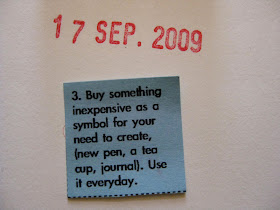 17 SEP. 2009
3. Buy something
inexpensive as a
symbol for your
need to create,
(new pen, a tea
cup, journal). Use
it everyday.